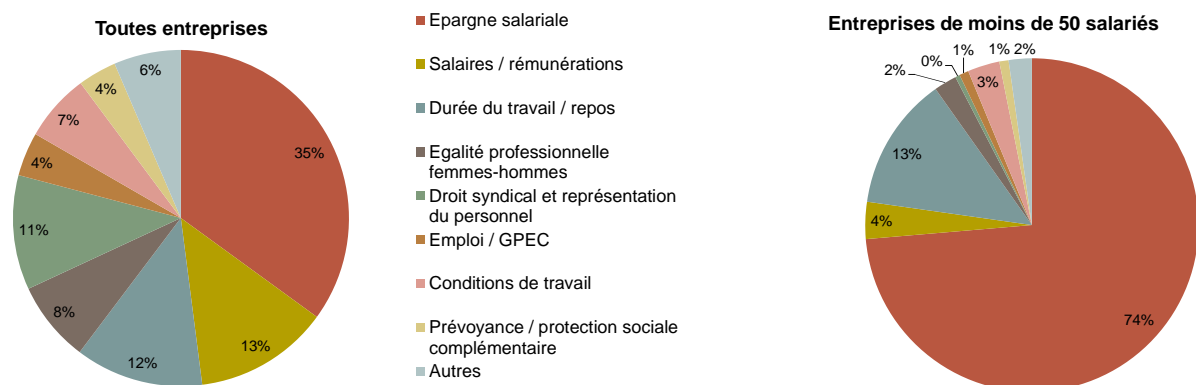 Toutes entreprises
35%
13%
12%
8%
11%
4%
7%
4%
6%
Epargne salariale
Salaires / rémunérations
Durée du travail / repos
Egalité professionnelle
femmes-hommes
Droit syndical et représentation
du personnel
Emploi / GPEC
Conditions de travail
Prévoyance / protection sociale
complémentaire
Autres
Entreprises de moins de 50 salariés
74%
4%
13%
2%
0%
1%
3%
1%
2%